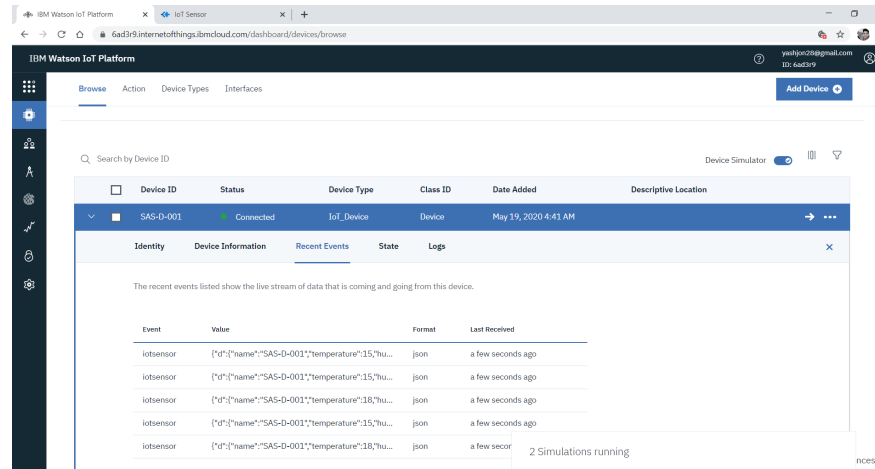 IBM Watson IoT Platform
IoT Sensor
6ad3r9.internetofthings.ibmcloud.com/dashboard/devices/browse
IBM Watson IoT Platform
yashjon28@gmail.com
ID: 6ad3r9
Browse Action Device Types Interfaces
Add Device
Search by Device ID
Device Simulator
Device ID Status Device Type Class ID Date Added Descriptive Location
SAS-D-001 Connected IoT_Device Device May 19, 2020 4:41 AM
Identity Device Information Recent Events State Logs
The recent events listed show the live stream of data that is coming and going from this device.
Event Value Format Last Received
iotsensor {"d":{"name":"SAS-D-001","temperature":15,"hu... json a few seconds ago
iotsensor {"d":{"name":"SAS-D-001","temperature":15,"hu... json a few seconds ago
iotsensor {"d":{"name":"SAS-D-001","temperature":18,"hu... json a few seconds ago
iotsensor {"d":{"name":"SAS-D-001","temperature":15,"hu... json a few seconds ago
iotsensor {"d":{"name":"SAS-D-001","temperature":18,"hu... json a few secor
2 Simulations running
nces